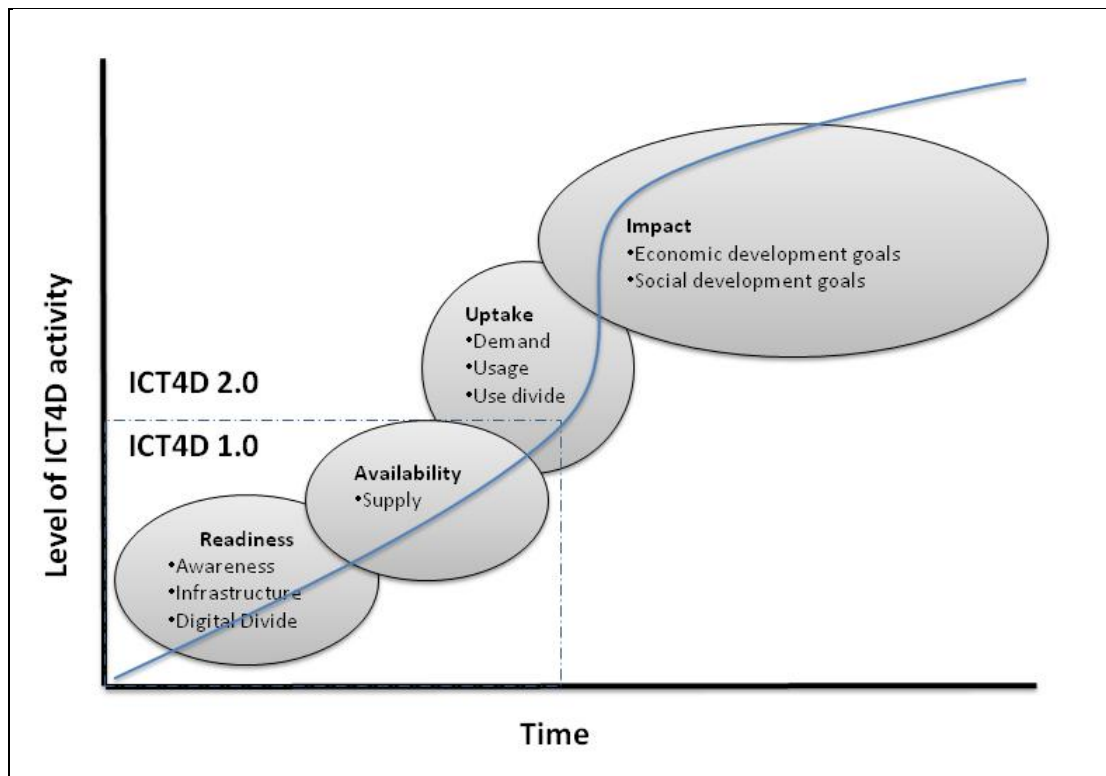 Level of ICT4D activity
Impact
•Economic development goals
•Social development goals
Uptake
•Demand
•Usage
•Use divide
ICT4D 2.0
ICT4D 1.0
Availability
•Supply
Readiness
•Awareness
•Infrastructure
•Digital Divide
Time